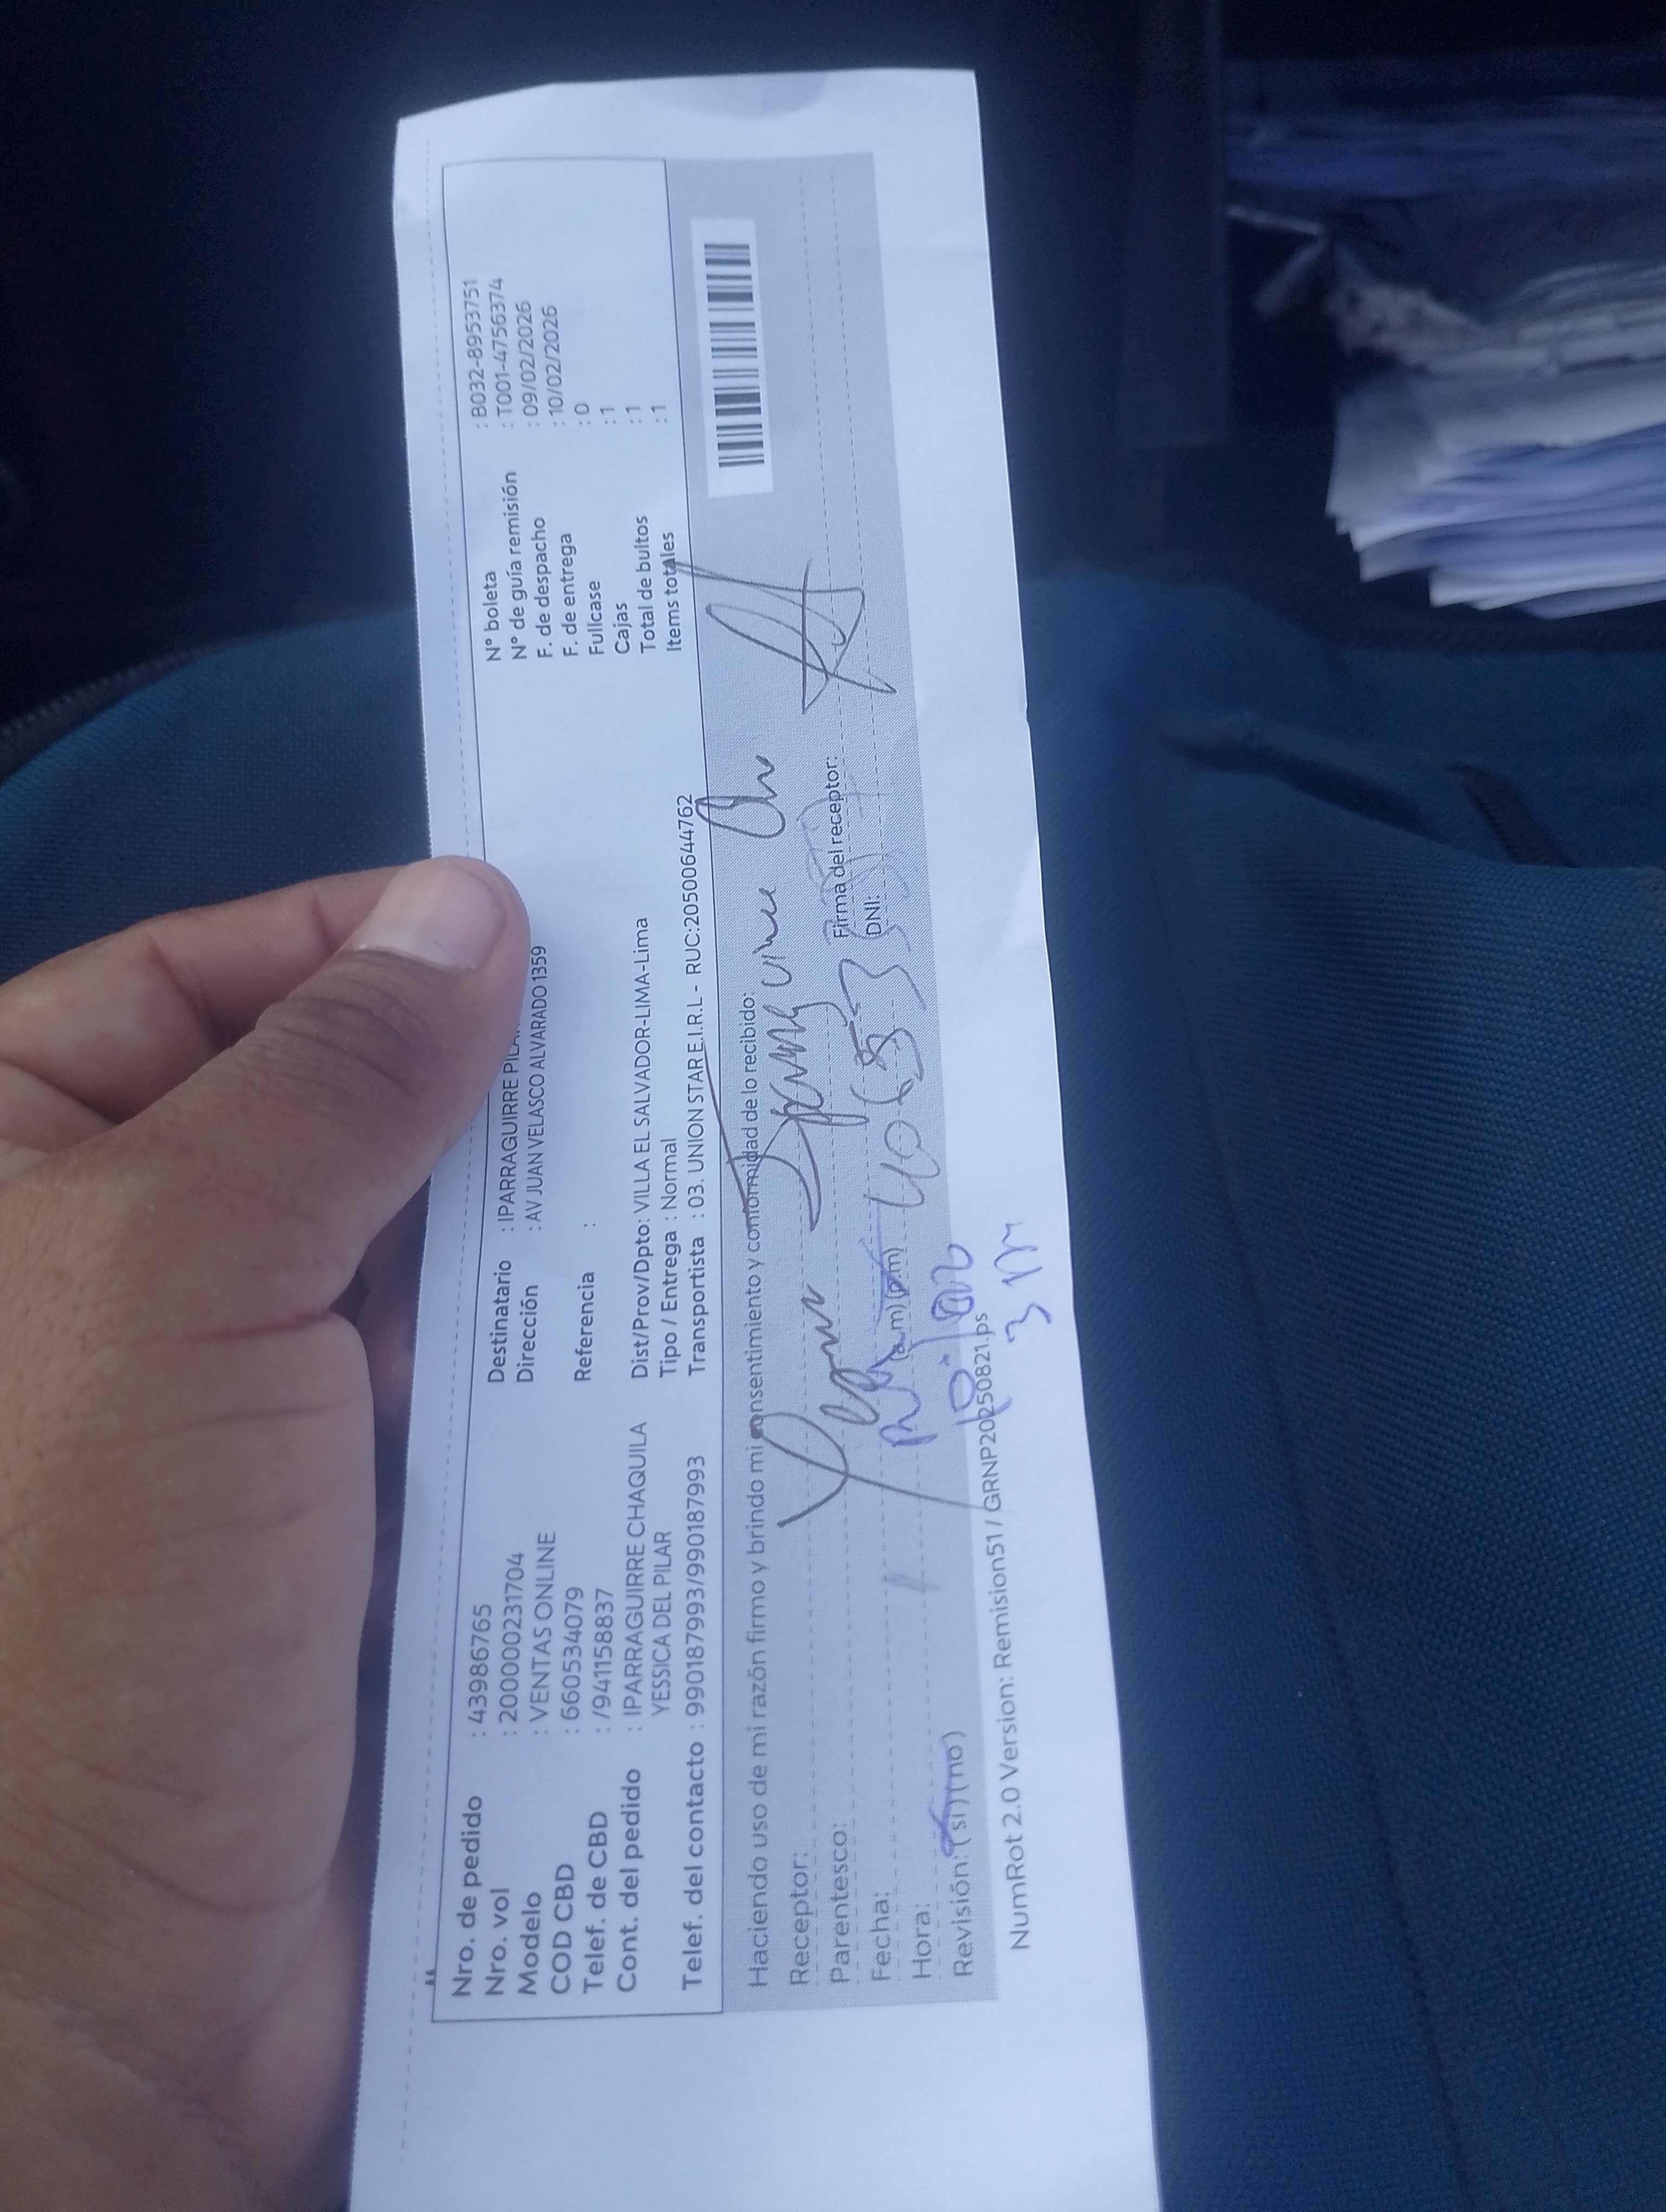 Nro. de pedido : 43986765
Nro. vol : 200000231704
Modelo : VENTAS ONLINE
COD CBD : 660534079
Telef. de CBD : /941158837
Cont. del pedido : IPARRAGUIRRE CHAQUILA
YESSICA DEL PILAR
Telef. del contacto : 990187993/990187993
Destinatario : IPARRAGUIRRE
Dirección : AV JUAN VELASCO ALVARADO 1359
Referencia :
Dist/Prov/Dpto: VILLA EL SALVADOR-LIMA-Lima
Tipo / Entrega : Normal
Transportista : 03. UNION STAR E.I.R.L - RUC:20500644762
N° boleta : B032-8953751
N° de guía remisión : T001-4756374
F. de despacho : 09/02/2026
F. de entrega : 10/02/2026
Fullcase : 0
Cajas : 1
Total de bultos : 1
Items totales : 1
Haciendo uso de mi razón firmo y brindo mi consentimiento y conformidad de lo recibido:
Receptor:
Parentesco:
Fecha:
Hora: (a.m) (p.m)
Revisión: (si) (no)
Firma del receptor:
DNI:
NumRot 2.0 Version: Remision51 / GRNP20250821.ps